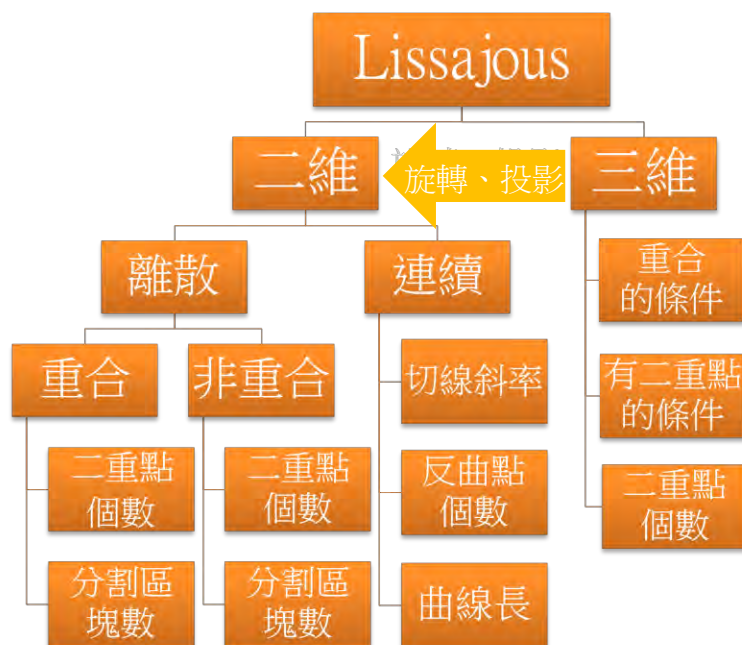 Lissajous
二維
旋轉、投影
三維
離散
連續
重合
的條件
重合
非重合
切線斜率
有二重點
的條件
二重點
個數
二重點
個數
反曲點
個數
二重點
個數
分割區
塊數
分割區
塊數
曲線長